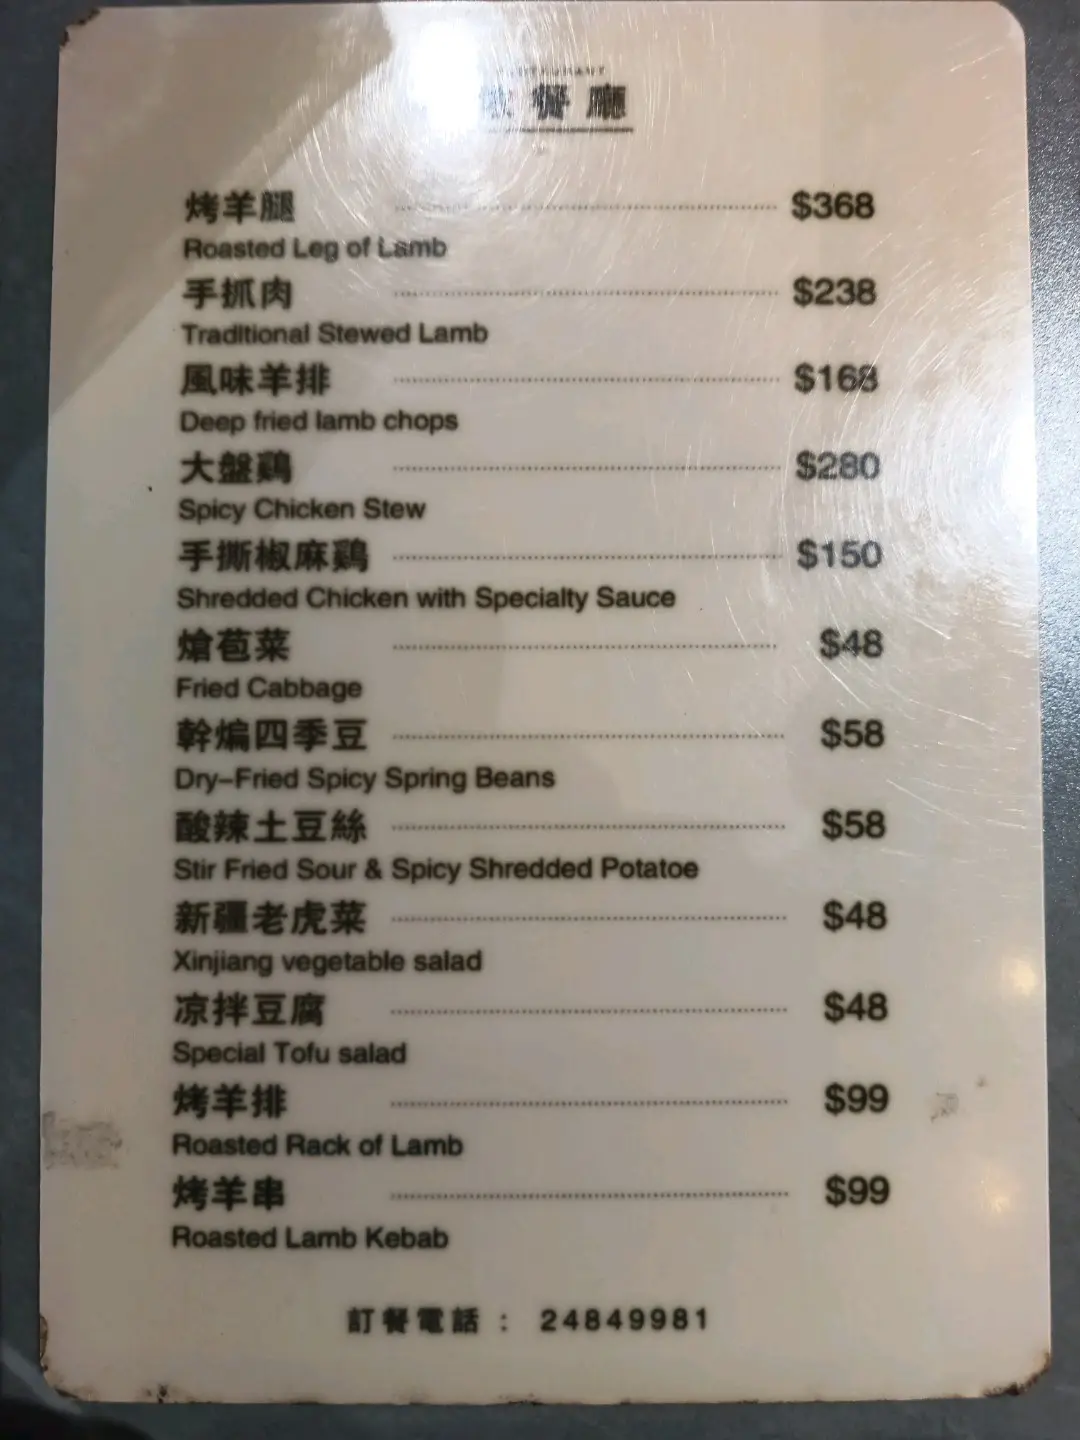 餐廳
烤羊腿 $368
Roasted Leg of Lamb
手抓肉 $238
Traditional Stewed Lamb
風味羊排 $168
Deep fried lamb chops
大盤鷄 $280
Spicy Chicken Stew
手撕椒麻鷄 $150
Shredded Chicken with Specialty Sauce
熗苞菜 $48
Fried Cabbage
幹煸四季豆 $58
Dry-Fried Spicy Spring Beans
酸辣土豆絲 $58
Stir Fried Sour & Spicy Shredded Potatoe
新疆老虎菜 $48
Xinjiang vegetable salad
凉拌豆腐 $48
Special Tofu salad
烤羊排 $99
Roasted Rack of Lamb
烤羊串 $99
Roasted Lamb Kebab
訂餐電話 : 24849981